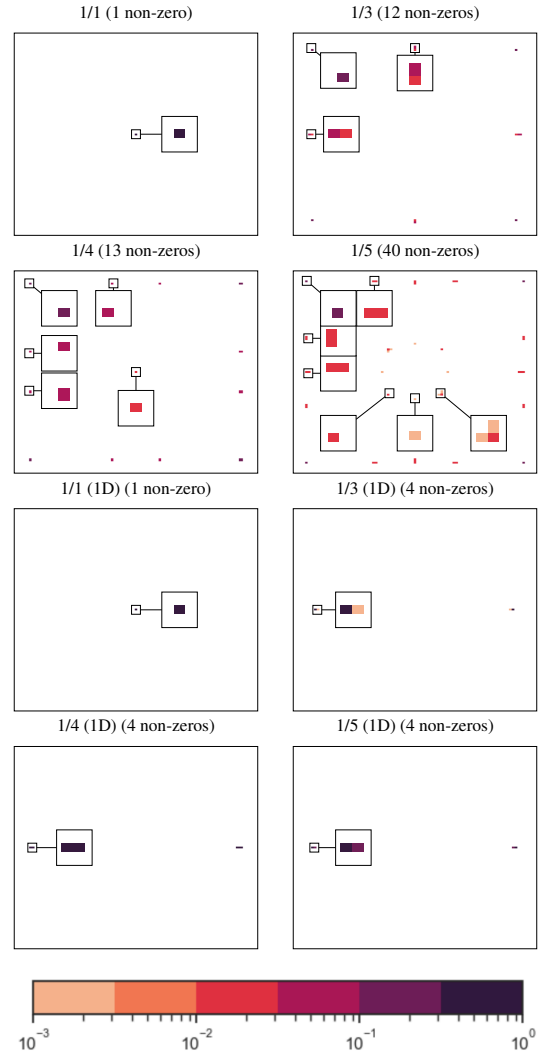 1/1 (1 non-zero) 1/3 (12 non-zeros)
1/4 (13 non-zeros) 1/5 (40 non-zeros)
1/1 (1D) (1 non-zero) 1/3 (1D) (4 non-zeros)
1/4 (1D) (4 non-zeros) 1/5 (1D) (4 non-zeros)
10⁻³ 10⁻² 10⁻¹ 10⁰